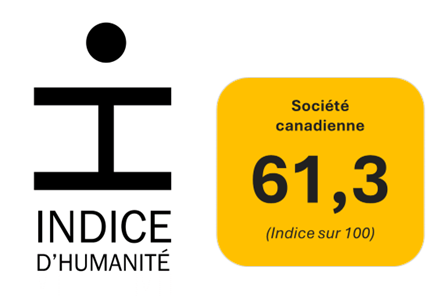 INDICE
D'HUMANITÉ
Société
canadienne
61,3
(Indice sur 100)